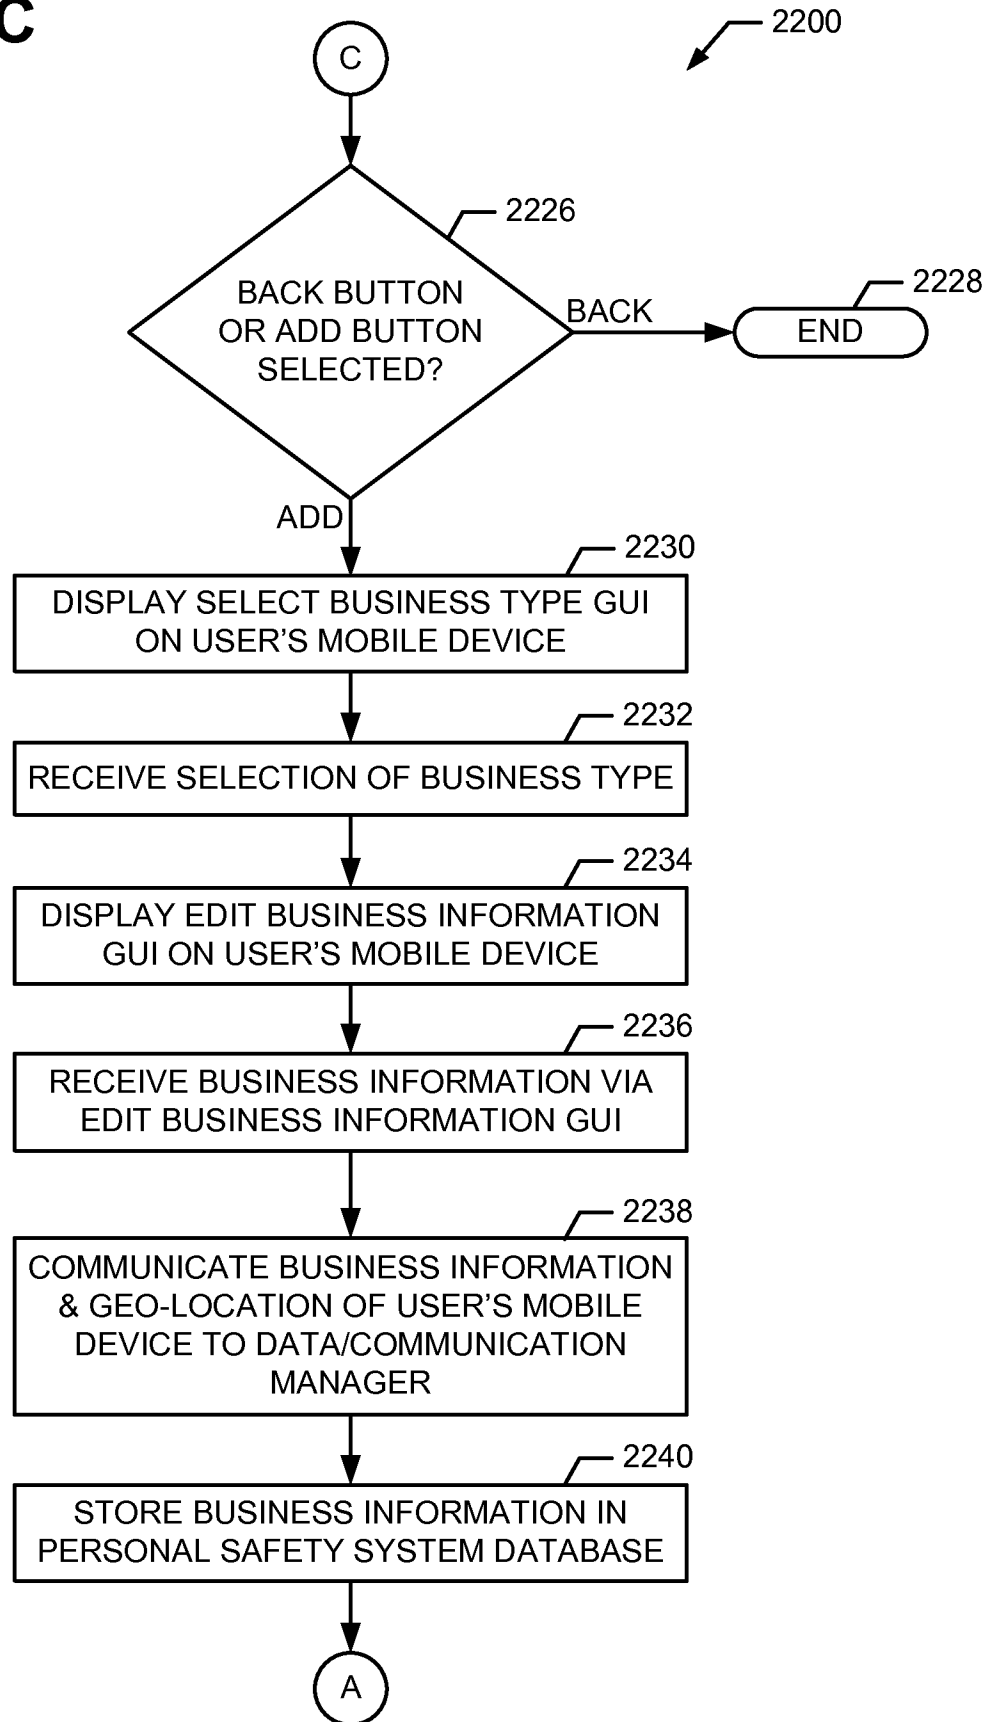 C
2200
C
2226
BACK BUTTON
OR ADD BUTTON
SELECTED?
BACK
2228
END
ADD
2230
DISPLAY SELECT BUSINESS TYPE GUI
ON USER'S MOBILE DEVICE
2232
RECEIVE SELECTION OF BUSINESS TYPE
2234
DISPLAY EDIT BUSINESS INFORMATION
GUI ON USER'S MOBILE DEVICE
2236
RECEIVE BUSINESS INFORMATION VIA
EDIT BUSINESS INFORMATION GUI
2238
COMMUNICATE BUSINESS INFORMATION
& GEO-LOCATION OF USER'S MOBILE
DEVICE TO DATA/COMMUNICATION
MANAGER
2240
STORE BUSINESS INFORMATION IN
PERSONAL SAFETY SYSTEM DATABASE
A